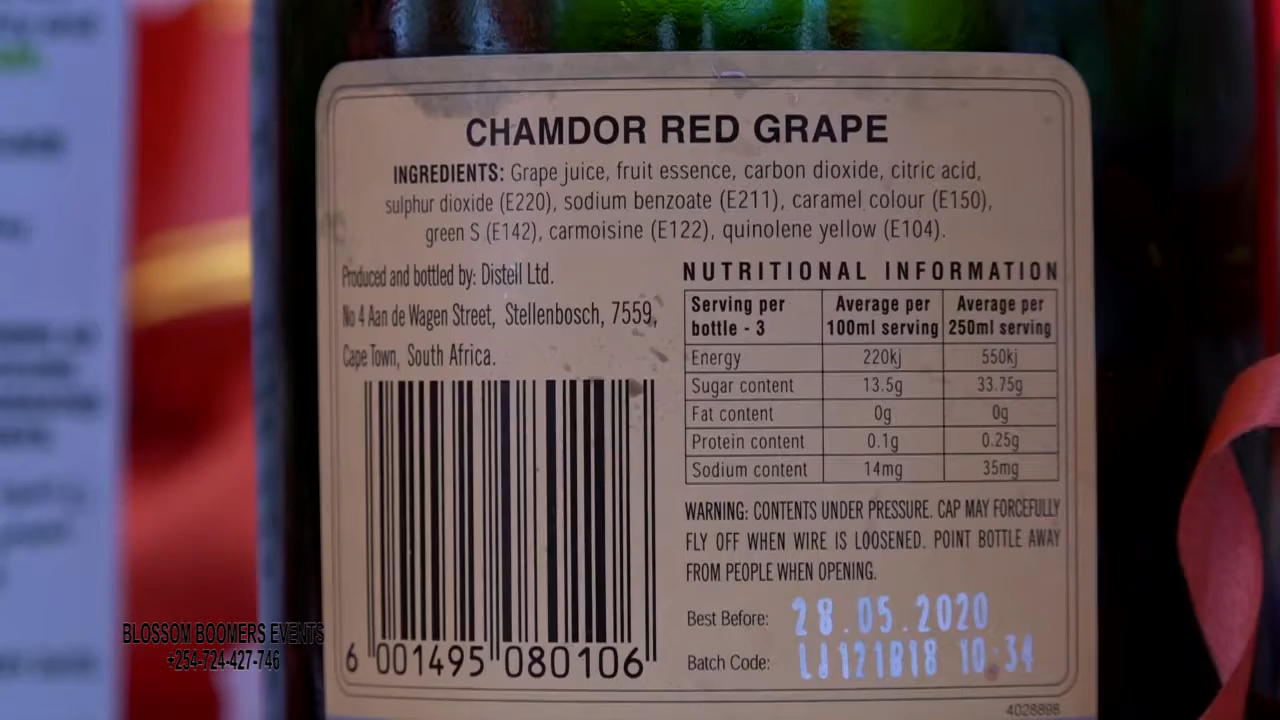 CHAMDOR RED GRAPE
INGREDIENTS: Grape juice, fruit essence, carbon dioxide, citric acid,
sulphur dioxide (E220), sodium benzoate (E211), caramel colour (E150),
green S (E142), carmoisine (E122), quinolene yellow (E104).
Produced and bottled by: Distell Ltd.
No 4 Aan de Wagen Street, Stellenbosch, 7559,
Cape Town, South Africa.
6 001495 080106
NUTRITIONAL INFORMATION
Serving per bottle - 3 Average per 100ml serving Average per 250ml serving
Energy 220kj 550kj
Sugar content 13.5g 33.75g
Fat content 0g 0g
Protein content 0.1g 0.25g
Sodium content 14mg 35mg
WARNING: CONTENTS UNDER PRESSURE. CAP MAY FORCEFULLY
FLY OFF WHEN WIRE IS LOOSENED. POINT BOTTLE AWAY
FROM PEOPLE WHEN OPENING.
Best Before: 28.05.2020
Batch Code: LJ121D18 10:34
4028898
BLOSSOM BOOMERS EVENTS
+254-724-427-746